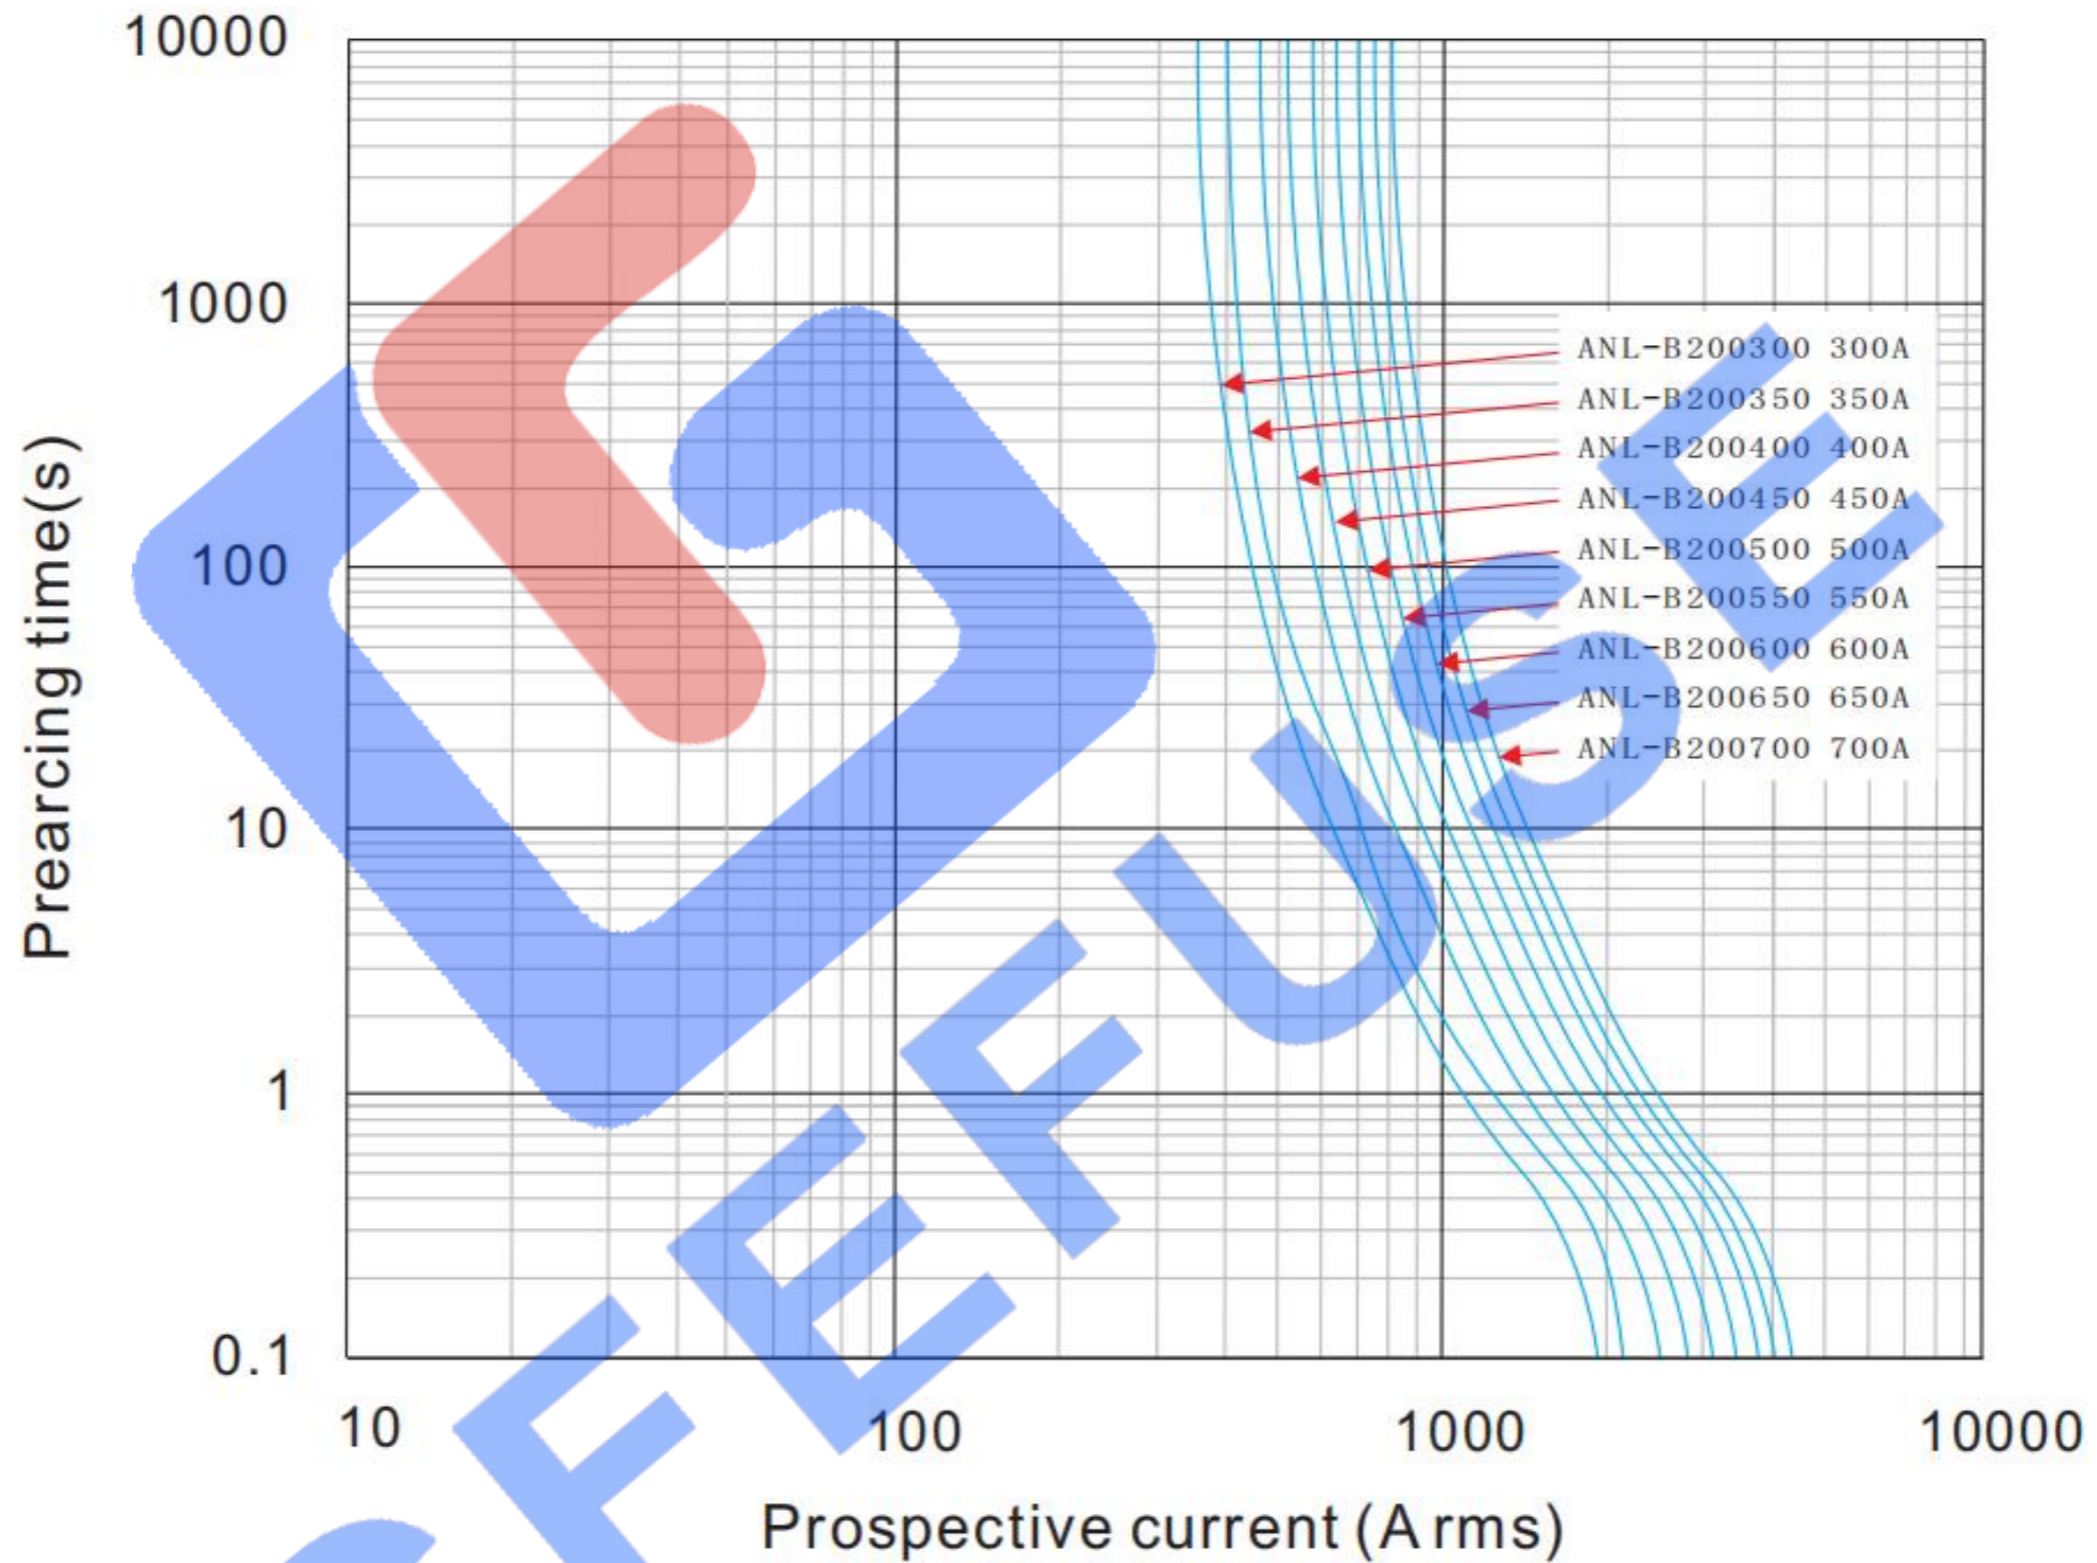 10000
1000
100
10
1
0.1
Prearcing time(s)
ANL-B200300 300A
ANL-B200350 350A
ANL-B200400 400A
ANL-B200450 450A
ANL-B200500 500A
ANL-B200550 550A
ANL-B200600 600A
ANL-B200650 650A
ANL-B200700 700A
10 100 1000 10000
Prospective current (A rms)
SFEFUSE